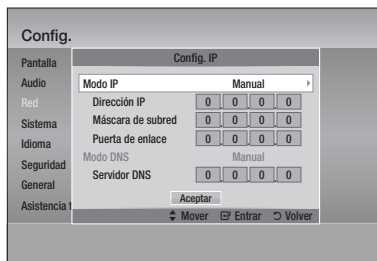 Config.
Pantalla
Audio
Red
Sistema
Idioma
Seguridad
General
Asistencia
Config. IP
Modo IP Manual
Dirección IP 0 . 0 . 0 . 0
Máscara de subred 0 . 0 . 0 . 0
Puerta de enlace 0 . 0 . 0 . 0
Modo DNS Manual
Servidor DNS 0 . 0 . 0 . 0
Aceptar
Mover Entrar Volver